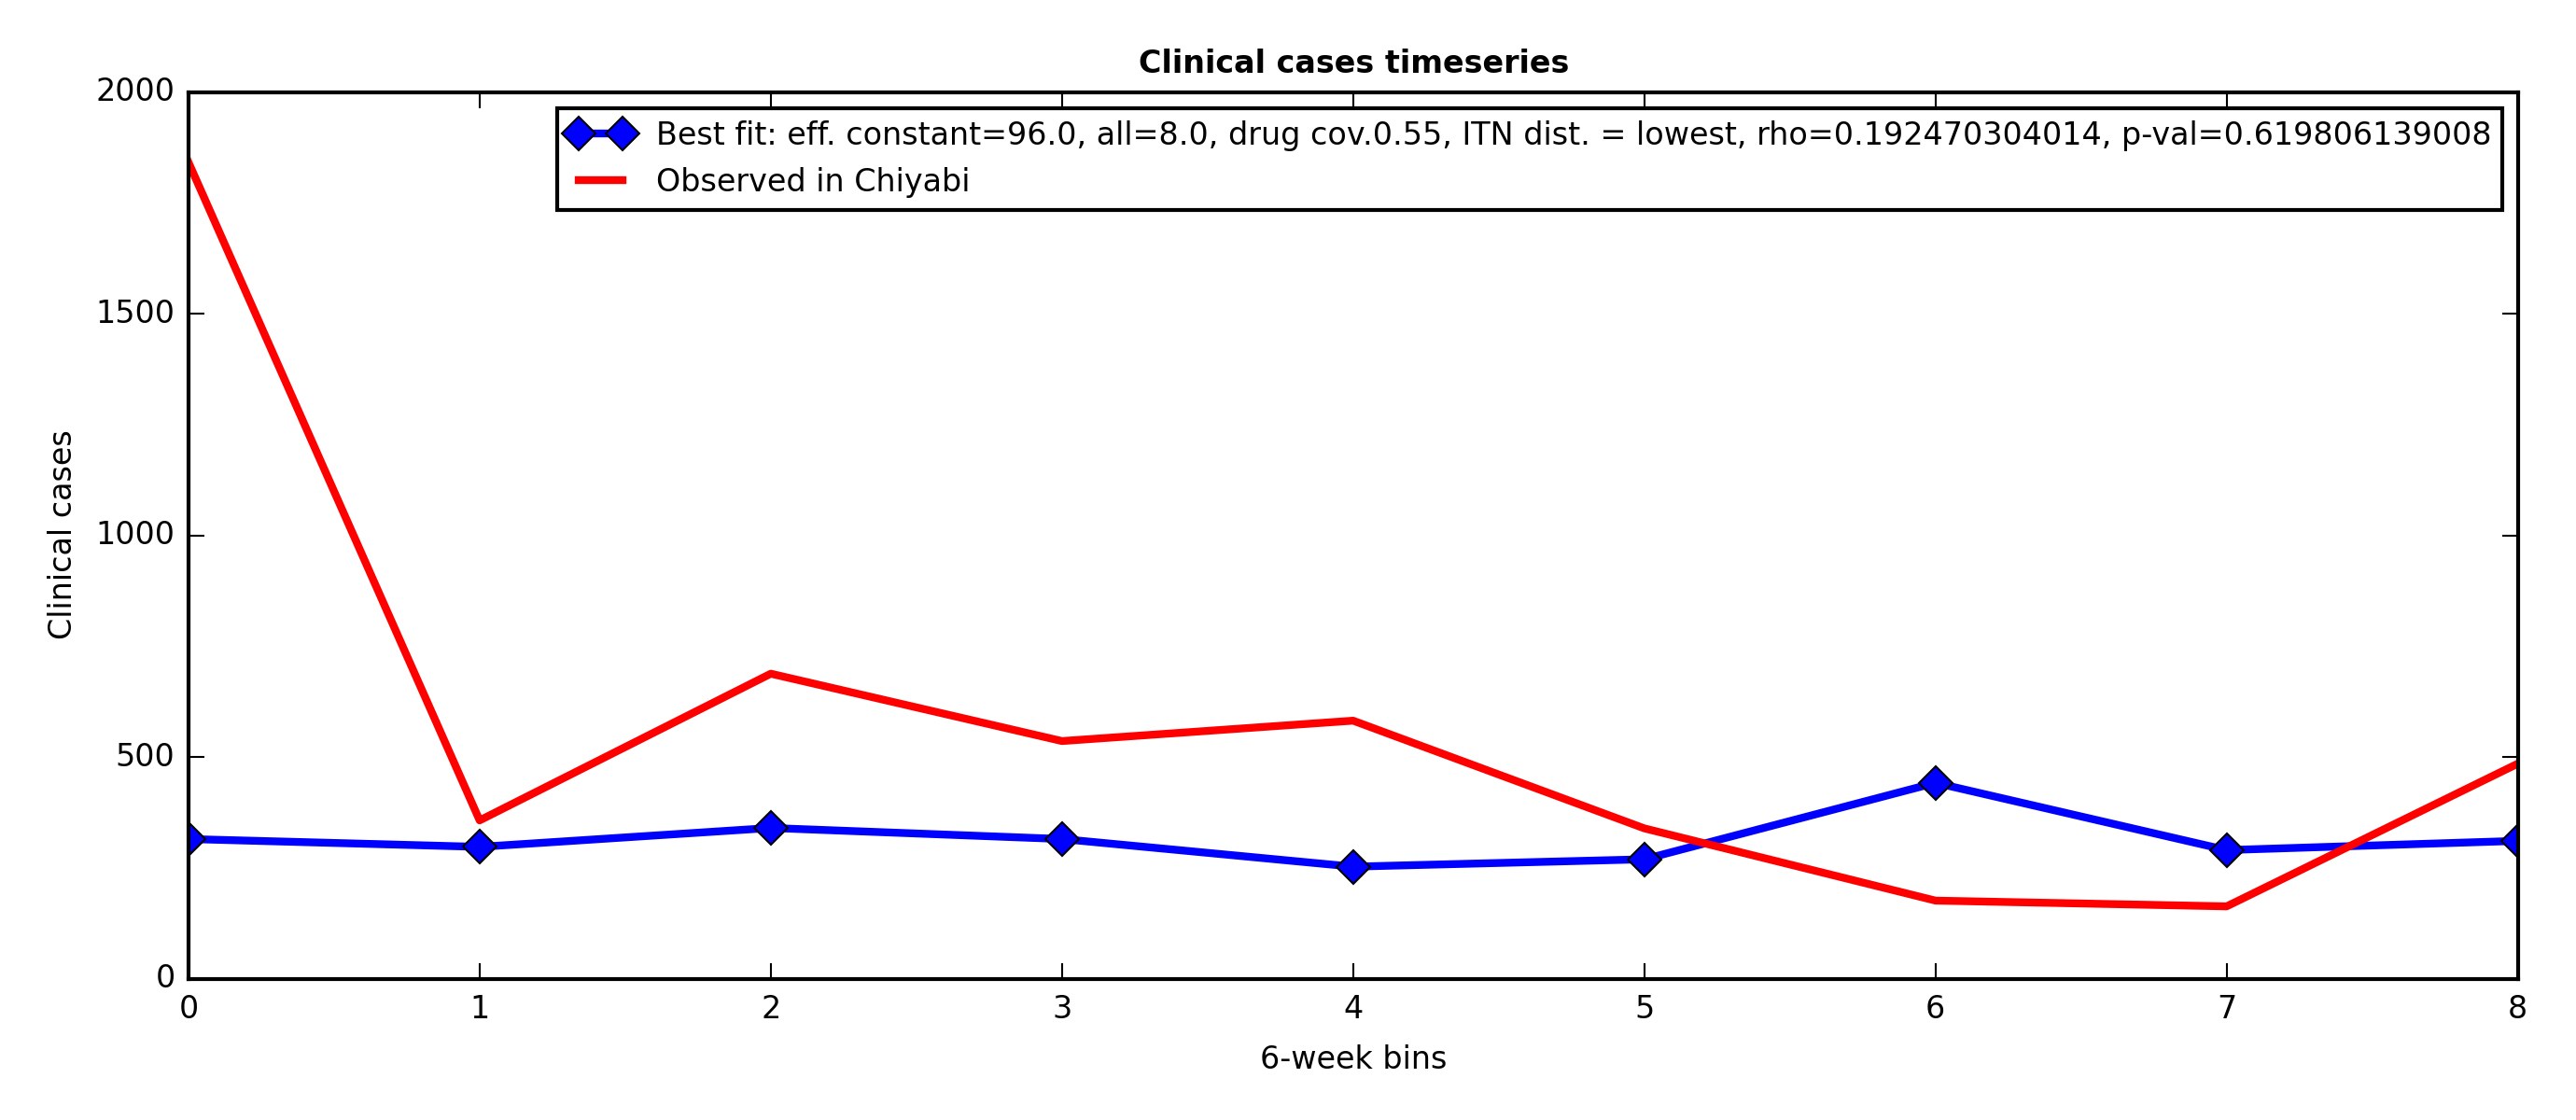 Clinical cases timeseries
2000
1500
1000
500
0
Clinical cases
Best fit: eff. constant=96.0, all=8.0, drug cov.0.55, ITN dist. = lowest, rho=0.192470304014, p-val=0.619806139008
Observed in Chiyabi
0 1 2 3 4 5 6 7 8
6-week bins